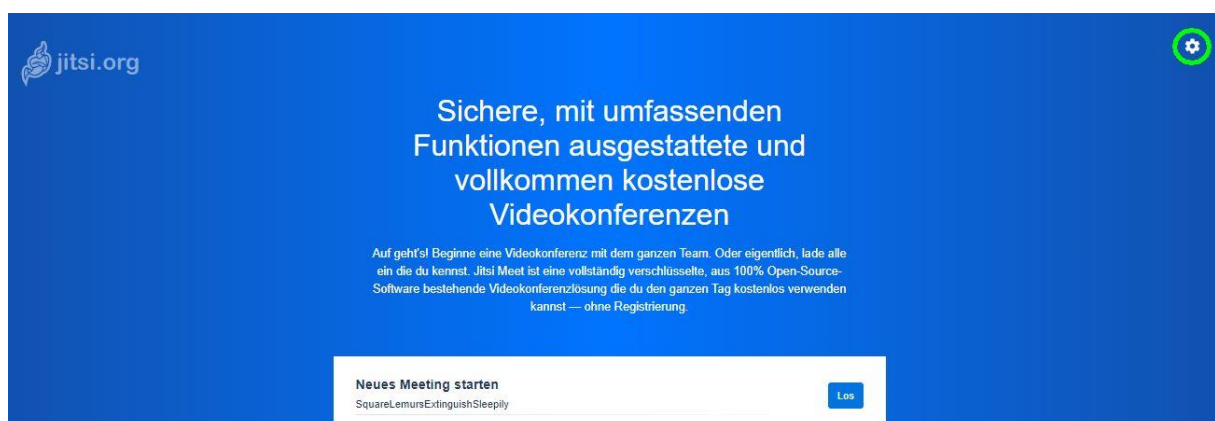 jitsi.org
Sichere, mit umfassenden
Funktionen ausgestattete und
vollkommen kostenlose
Videokonferenzen
Auf geht's! Beginne eine Videokonferenz mit dem ganzen Team. Oder eigentlich, lade alle
ein die du kennst. Jitsi Meet ist eine vollständig verschlüsselte, aus 100% Open-Source-
Software bestehende Videokonferenzlösung die du den ganzen Tag kostenlos verwenden
kannst — ohne Registrierung.
Neues Meeting starten
SquareLemursExtinguishSleepily
Los